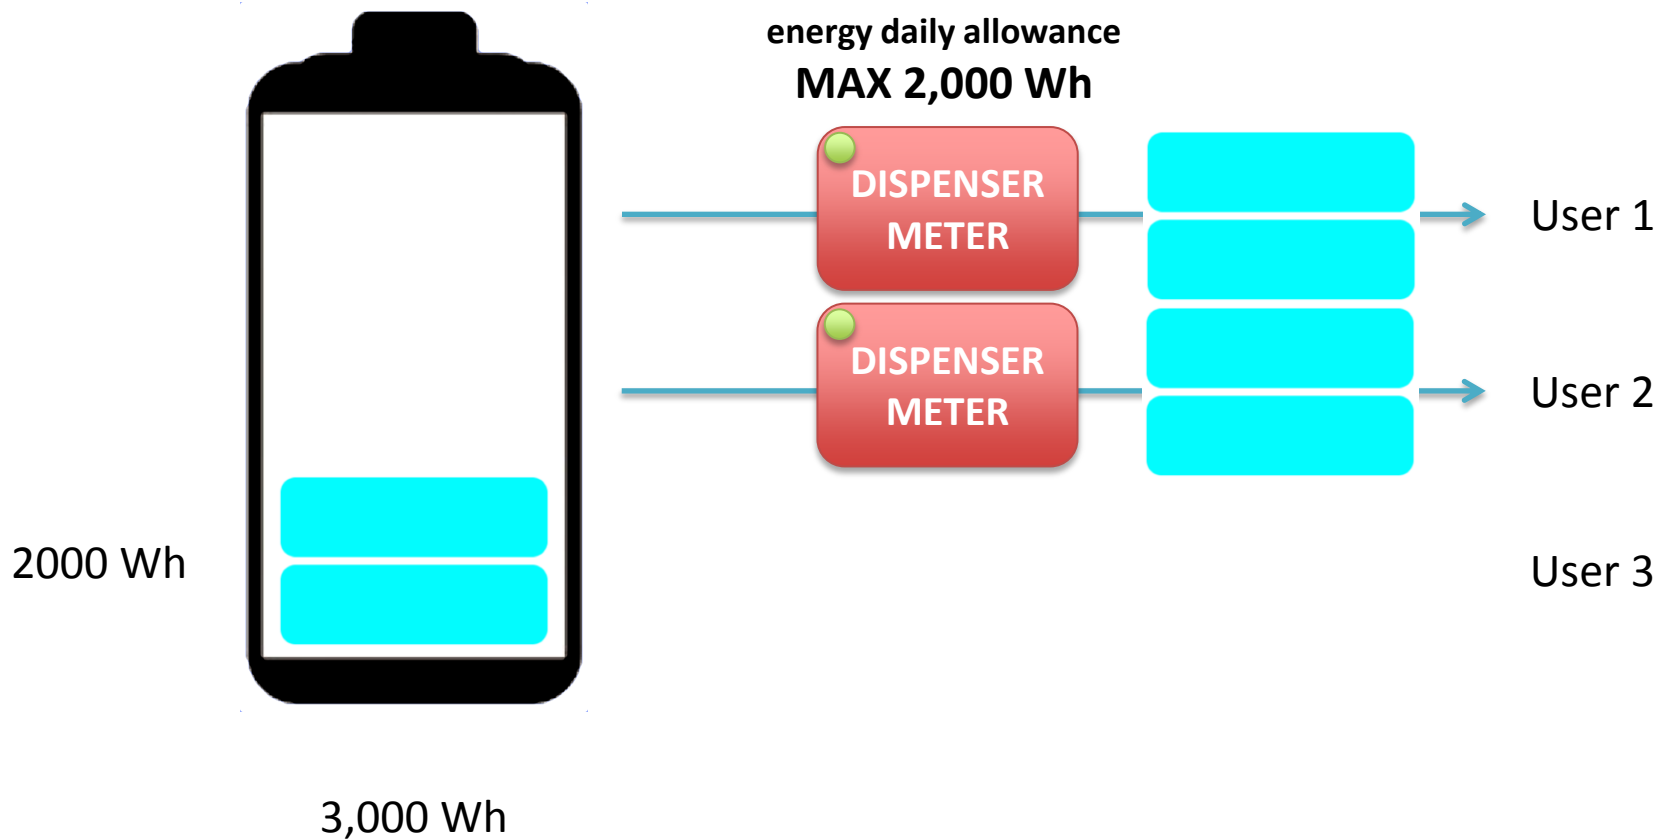 energy daily allowance
MAX 2,000 Wh
DISPENSER
METER
User 1
DISPENSER
METER
User 2
2000 Wh
User 3
3,000 Wh